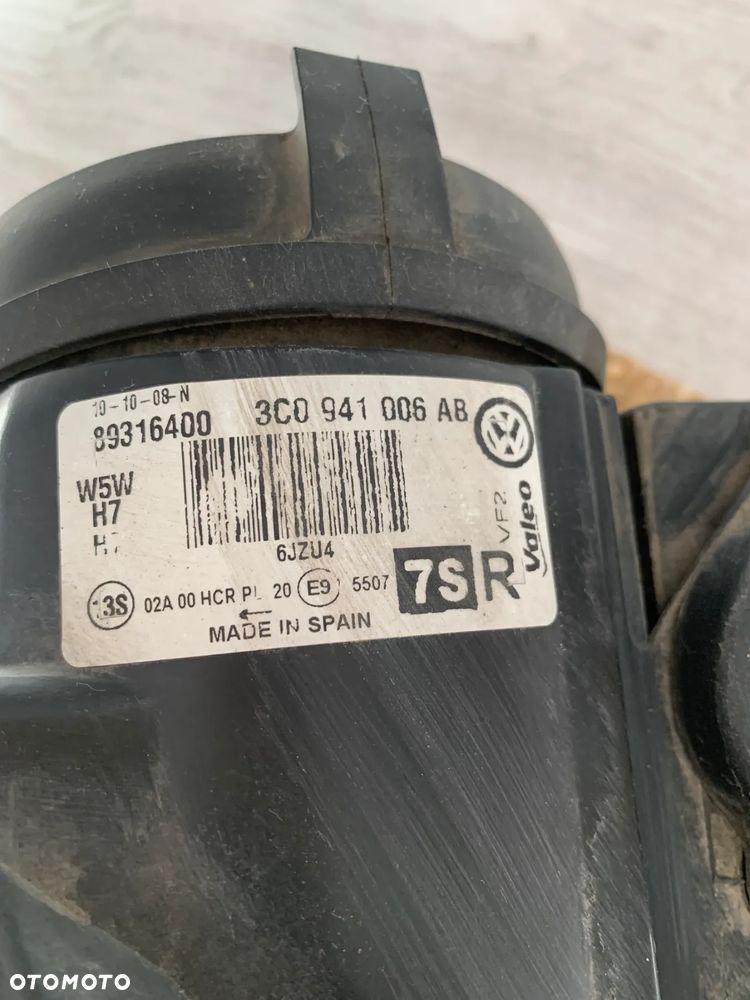 10-10-08-N
89316400 3C0 941 006 AB
W5W
H7
H7
6JZU4
VF2
Valeo
13S 02A 00 HCR PL 20 E9 5507 7S R
MADE IN SPAIN
OTOMOTO